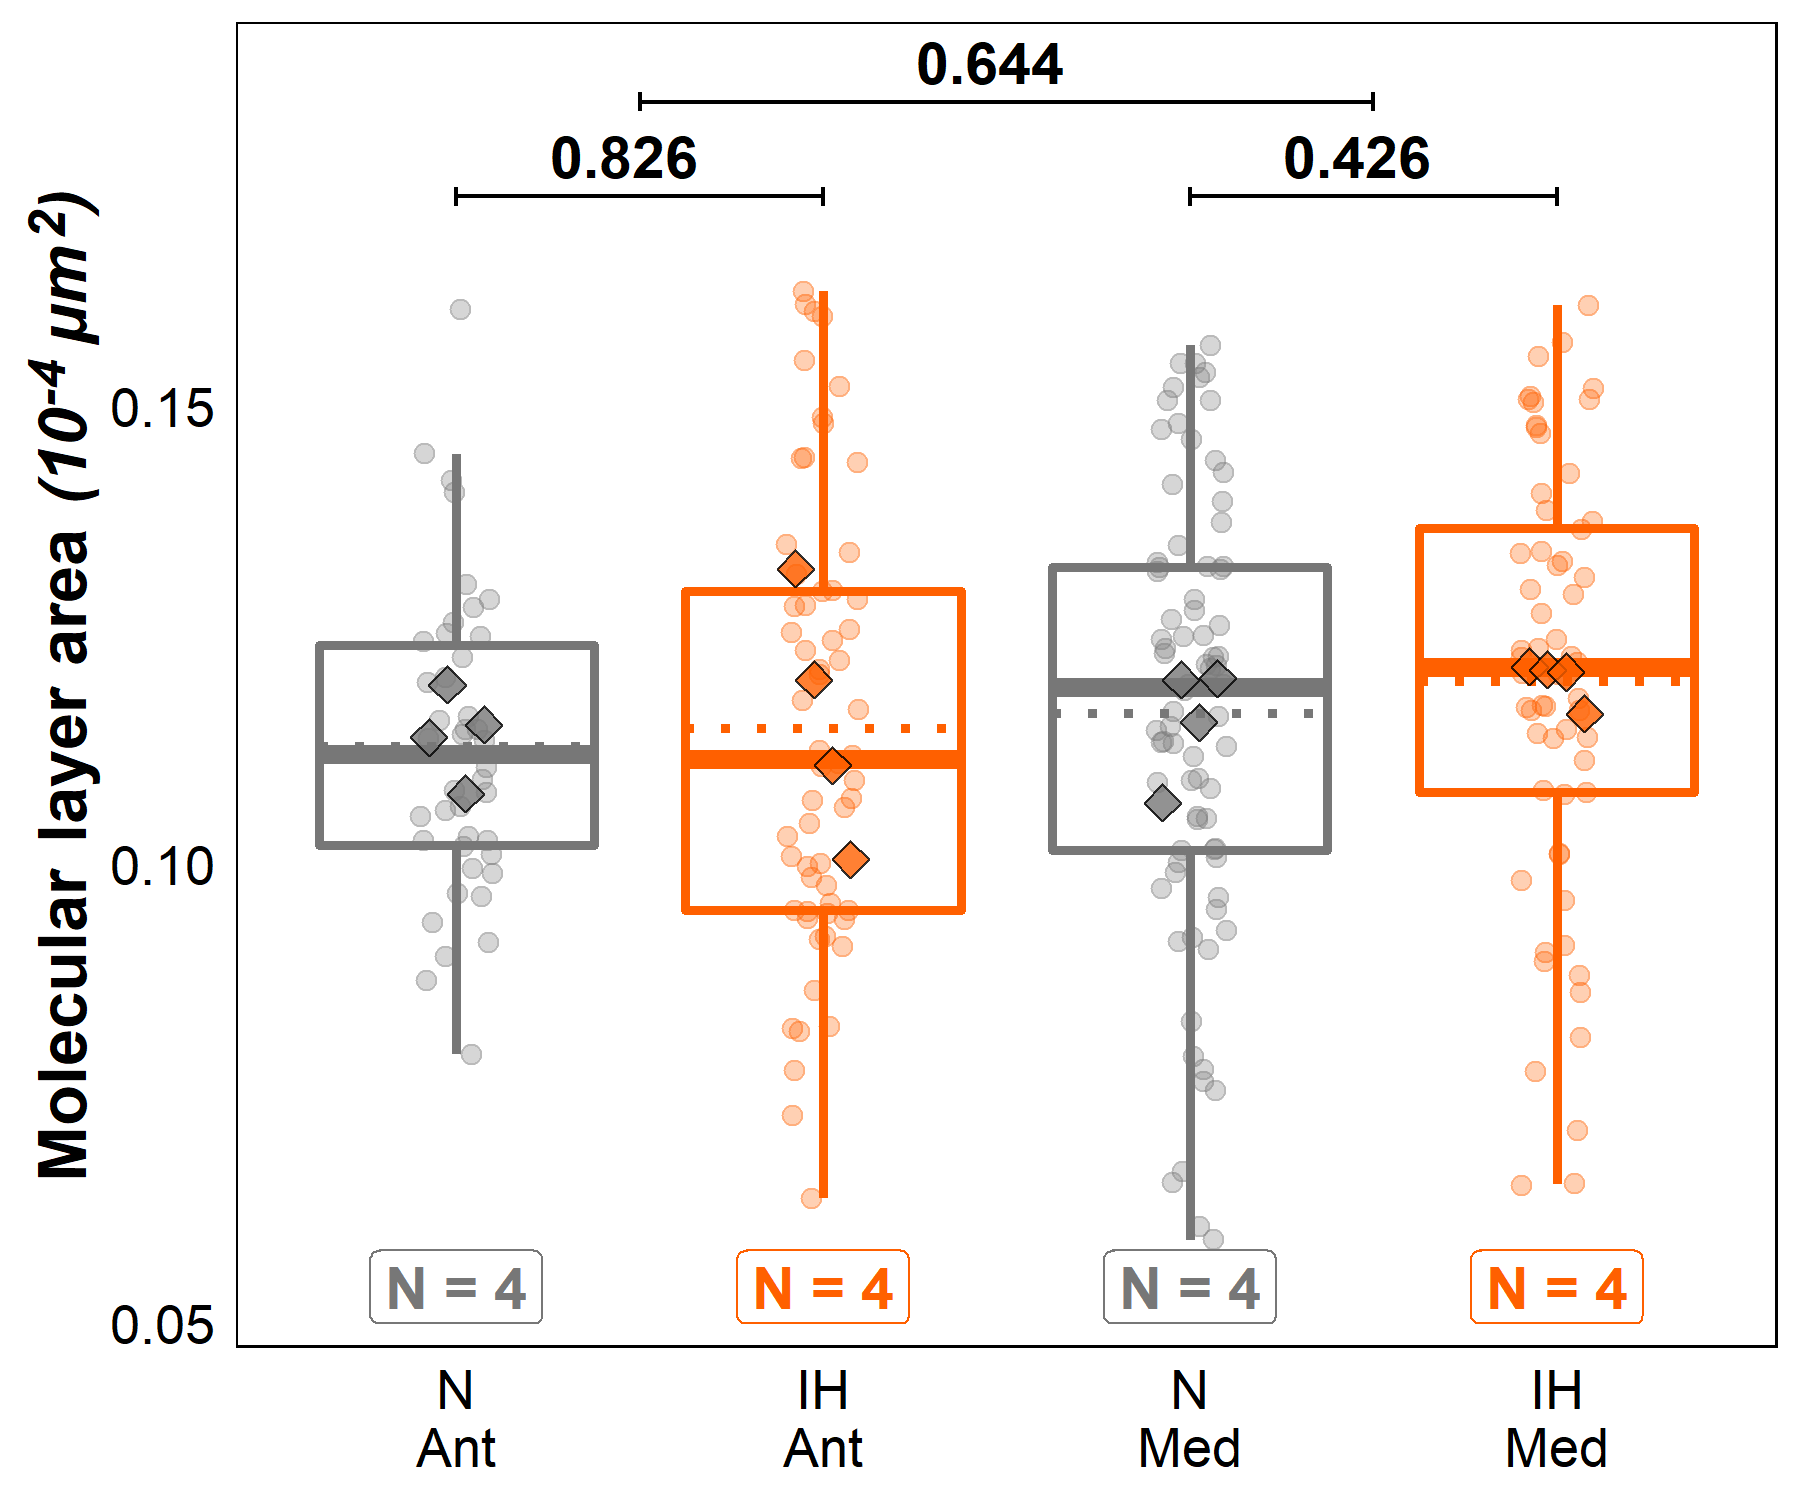 0.644
0.826
0.426
Molecular layer area (10⁻⁴ µm²)
0.15
0.10
0.05
N = 4
N = 4
N = 4
N = 4
N
Ant
IH
Ant
N
Med
IH
Med